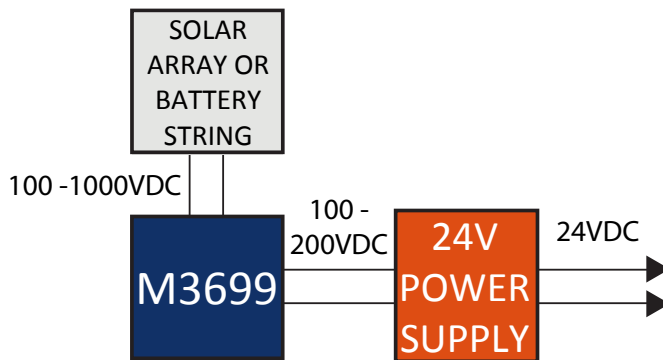 SOLAR
ARRAY OR
BATTERY
STRING
100 -1000VDC
M3699
100 -
200VDC
24V
POWER
SUPPLY
24VDC